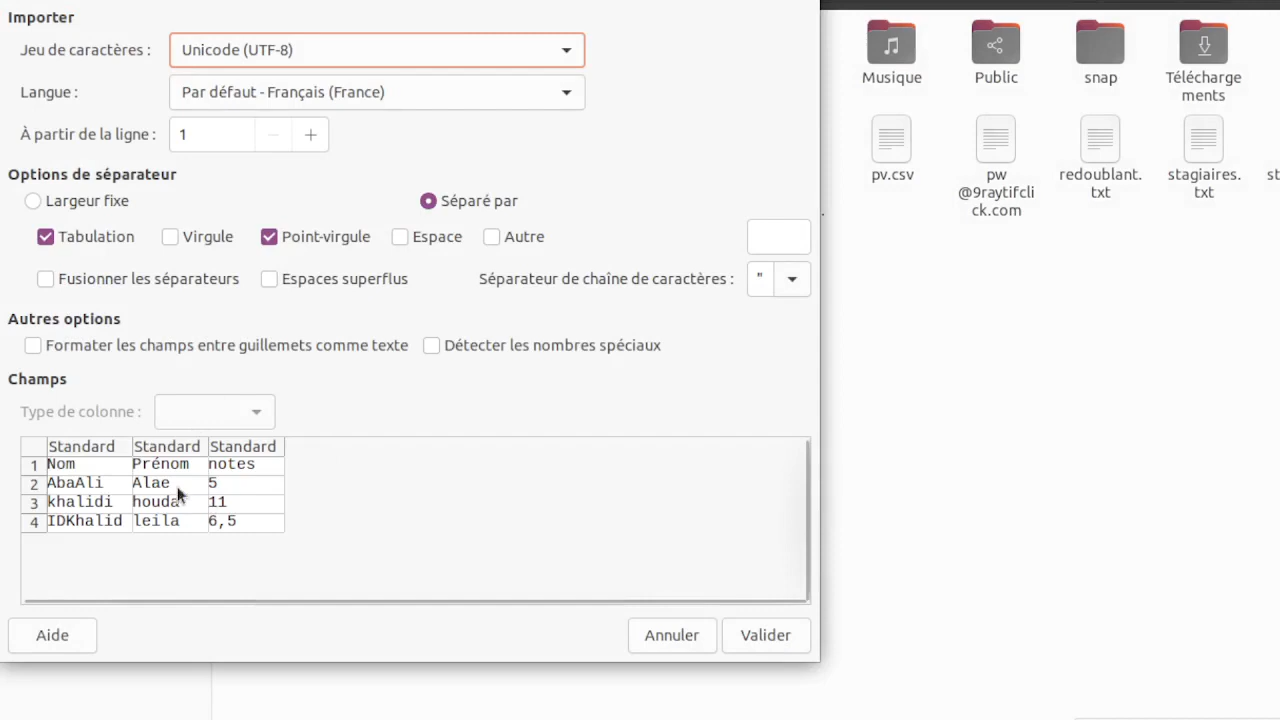 Importer
Jeu de caractères :
Unicode (UTF-8)
Langue :
Par défaut - Français (France)
À partir de la ligne :
1
Options de séparateur
Largeur fixe
Séparé par
Tabulation
Virgule
Point-virgule
Espace
Autre
Fusionner les séparateurs
Espaces superflus
Séparateur de chaîne de caractères :
"
Autres options
Formater les champs entre guillemets comme texte
Détecter les nombres spéciaux
Champs
Type de colonne :
Standard Standard Standard
1 Nom Prénom notes
2 AbaAli Alae 5
3 khalidi houda 11
4 IDKhalid leila 6,5
Aide
Annuler
Valider
Musique
Public
snap
Télécharge
ments
pv.csv
pw
@9raytifcli
ck.com
redoublant.
txt
stagiaires.
txt
st